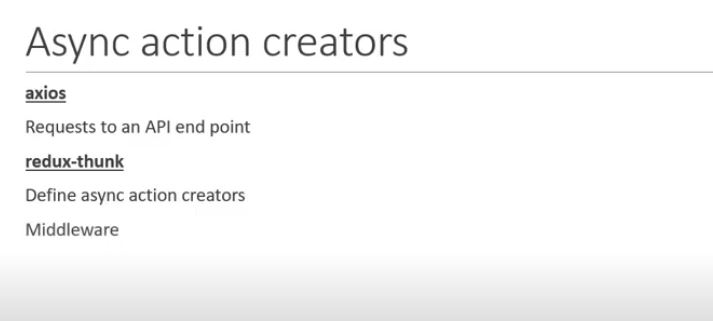 Async action creators
axios
Requests to an API end point
redux-thunk
Define async action creators
Middleware